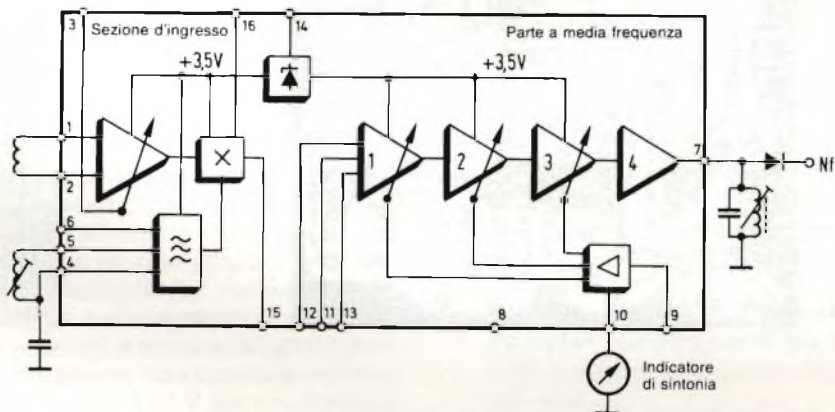 3
Sezione d'ingresso
16
14
Parte a media frequenza
+3,5V
+3,5V
1
2
6
5
4
1
2
3
4
7
Nf
15
12
11
13
8
10
9
Indicatore
di sintonia